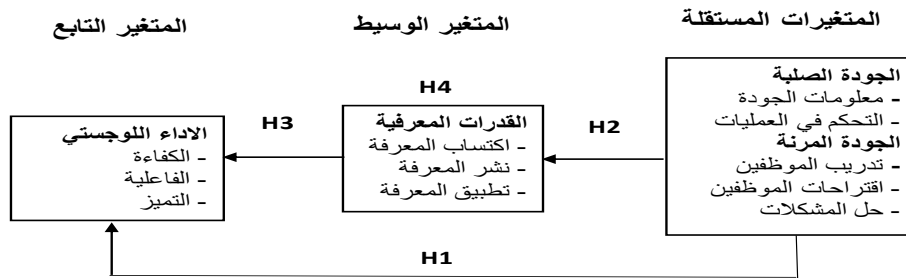 المتغيرات المستقلة
المتغير الوسيط
المتغير التابع
الجودة الصلبة
- معلومات الجودة
- التحكم في العمليات
الجودة المرنة
- تدريب الموظفين
- اقتراحات الموظفين
- حل المشكلات
H2
H4
القدرات المعرفية
- اكتساب المعرفة
- نشر المعرفة
- تطبيق المعرفة
H3
الاداء اللوجستي
- الكفاءة
- الفاعلية
- التميز
H1